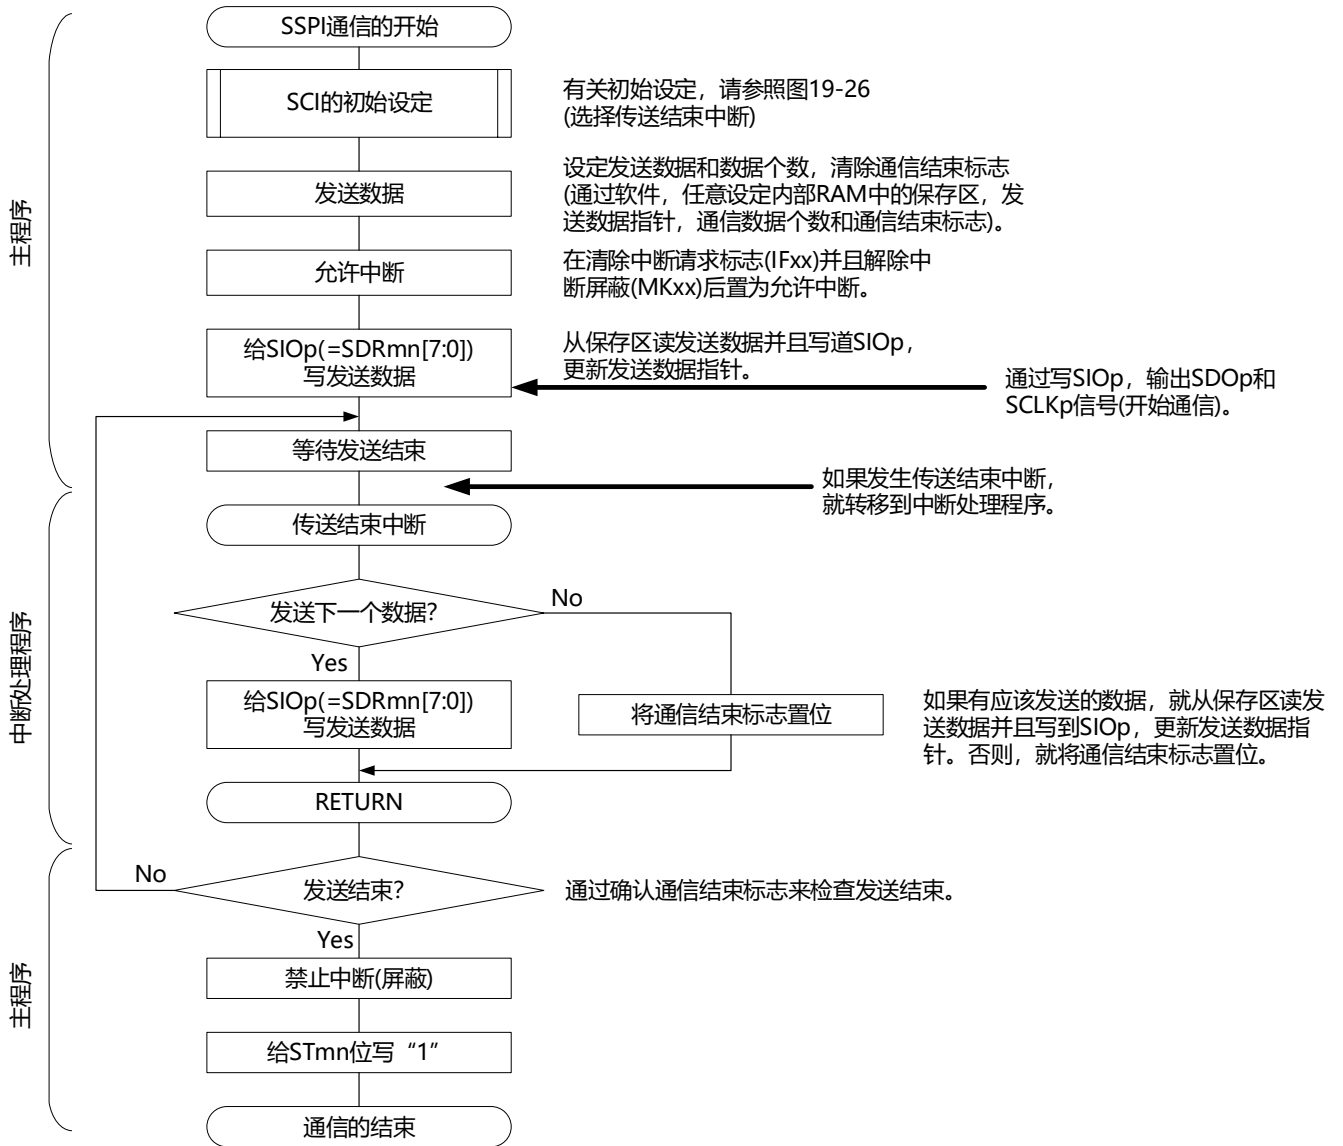 SSPI通信的开始
SCI的初始设定
有关初始设定，请参照图19-26
(选择传送结束中断)
发送数据
设定发送数据和数据个数，清除通信结束标志
(通过软件，任意设定内部RAM中的保存区，发
送数据指针，通信数据个数和通信结束标志)。
主程序
允许中断
在清除中断请求标志(IFxx)并且解除中
断屏蔽(MKxx)后置为允许中断。
给SIOp(=SDRmn[7:0])
写发送数据
从保存区读发送数据并且写道SIOp，
更新发送数据指针。
通过写SIOp，输出SDOp和
SCLKp信号(开始通信)。
等待发送结束
如果发生传送结束中断，
就转移到中断处理程序。
传送结束中断
发送下一个数据？
No
Yes
中断处理程序
给SIOp(=SDRmn[7:0])
写发送数据
将通信结束标志置位
如果有应该发送的数据，就从保存区读发
送数据并且写到SIOp，更新发送数据指
针。否则，就将通信结束标志置位。
RETURN
No
发送结束？
通过确认通信结束标志来检查发送结束。
Yes
主程序
禁止中断(屏蔽)
给STmn位写“1”
通信的结束